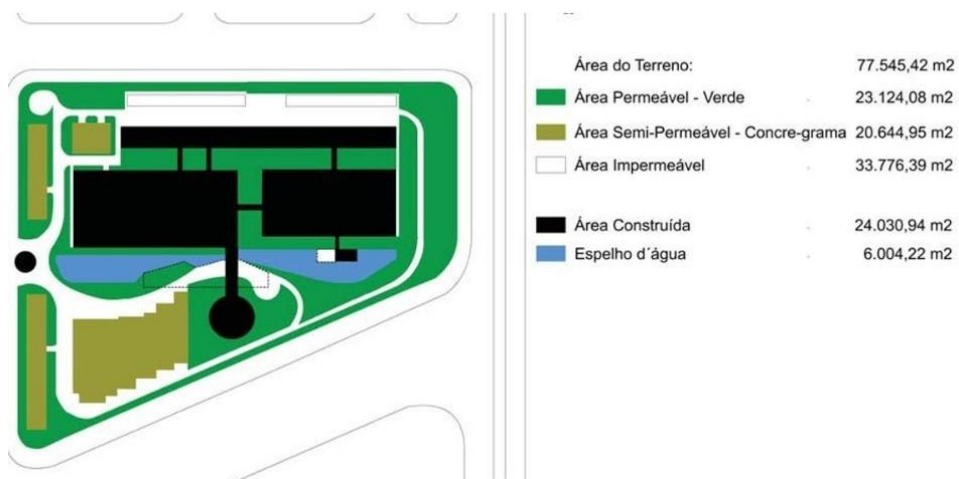 Área do Terreno: 77.545,42 m2
Área Permeável - Verde 23.124,08 m2
Área Semi-Permeável - Concre-grama 20.644,95 m2
Área Impermeável 33.776,39 m2
Área Construída 24.030,94 m2
Espelho d´água 6.004,22 m2